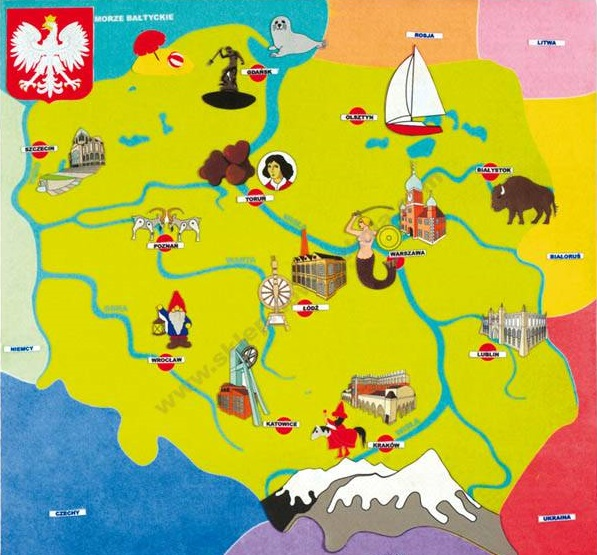 MORZE BAŁTYCKIE
ROSJA
LITWA
GDAŃSK
OLSZTYN
SZCZECIN
BIAŁYSTOK
TORUŃ
POZNAŃ
WARSZAWA
BIAŁORUŚ
WARTA
ŁÓDŹ
NIEMCY
WROCŁAW
LUBLIN
KATOWICE
KRAKÓW
WISŁA
CZECHY
UKRAINA